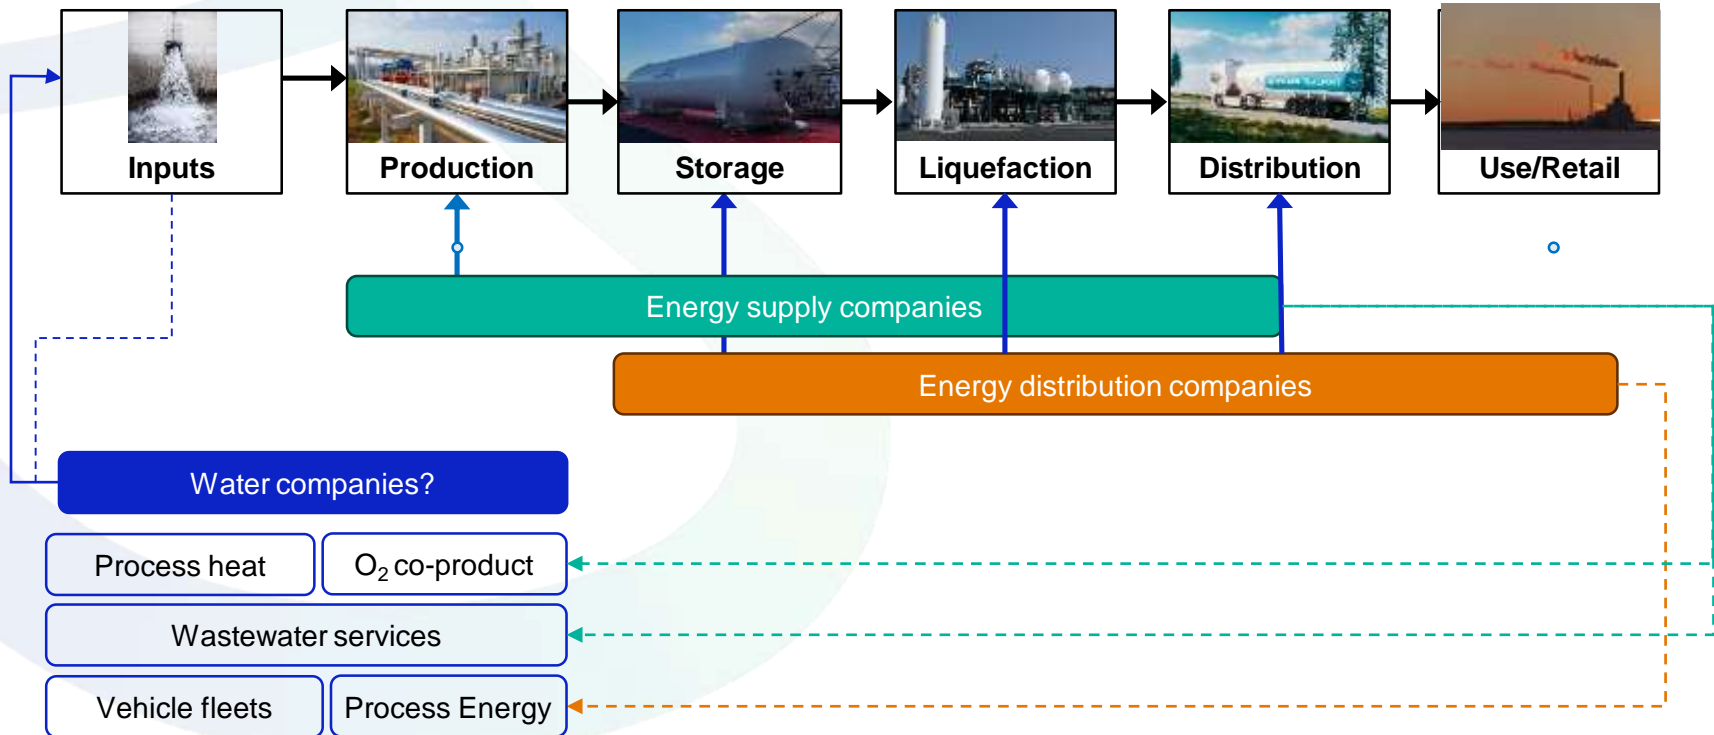 Inputs
Production
Storage
Liquefaction
Distribution
Use/Retail
Energy supply companies
Energy distribution companies
Water companies?
Process heat
O₂ co-product
Wastewater services
Vehicle fleets
Process Energy